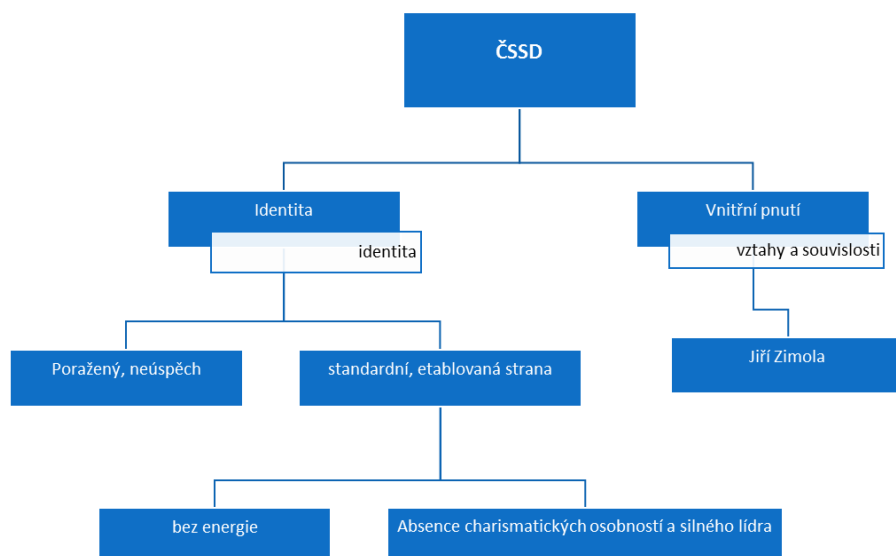 ČSSD
Identita
identita
Vnitřní pnutí
vztahy a souvislosti
Poražený, neúspěch
standardní, etablovaná strana
Jiří Zimola
bez energie
Absence charismatických osobností a silného lídra